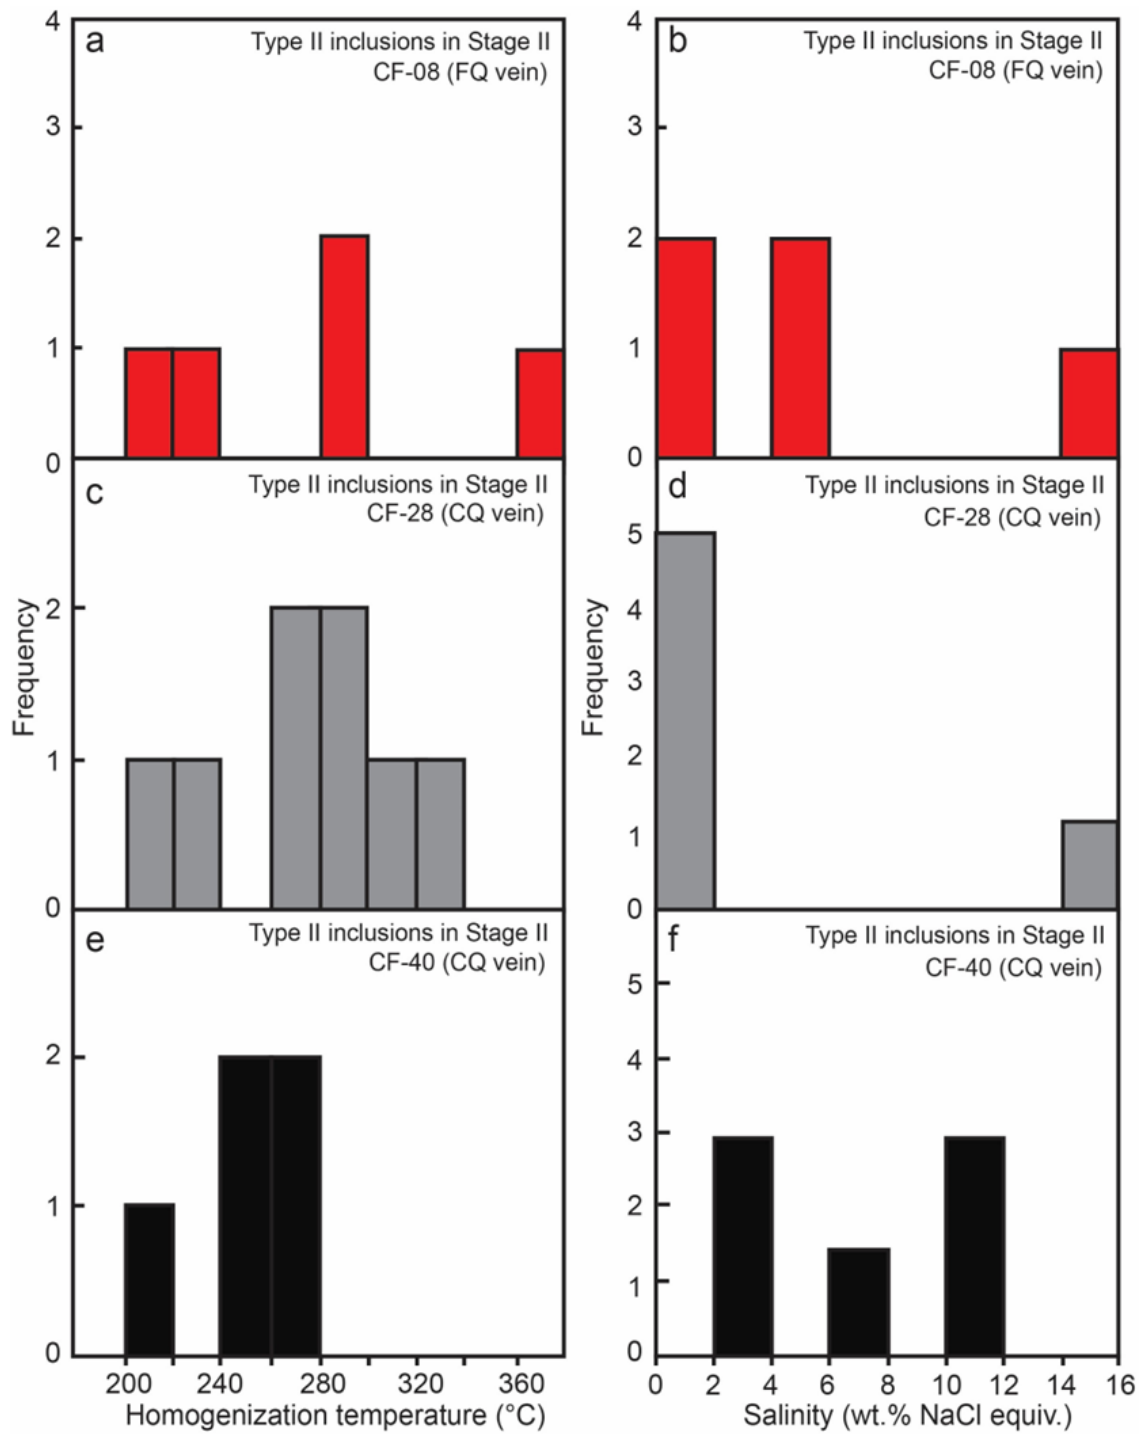 a
Type II inclusions in Stage II
CF-08 (FQ vein)
4
3
2
1
0
b
Type II inclusions in Stage II
CF-08 (FQ vein)
4
3
2
1
0
c
Type II inclusions in Stage II
CF-28 (CQ vein)
2
1
0
Frequency
d
Type II inclusions in Stage II
CF-28 (CQ vein)
5
4
3
2
1
0
Frequency
e
Type II inclusions in Stage II
CF-40 (CQ vein)
2
1
0
200 240 280 320 360
Homogenization temperature (°C)
f
Type II inclusions in Stage II
CF-40 (CQ vein)
5
4
3
2
1
0
0 2 4 6 8 10 12 14 16
Salinity (wt.% NaCl equiv.)